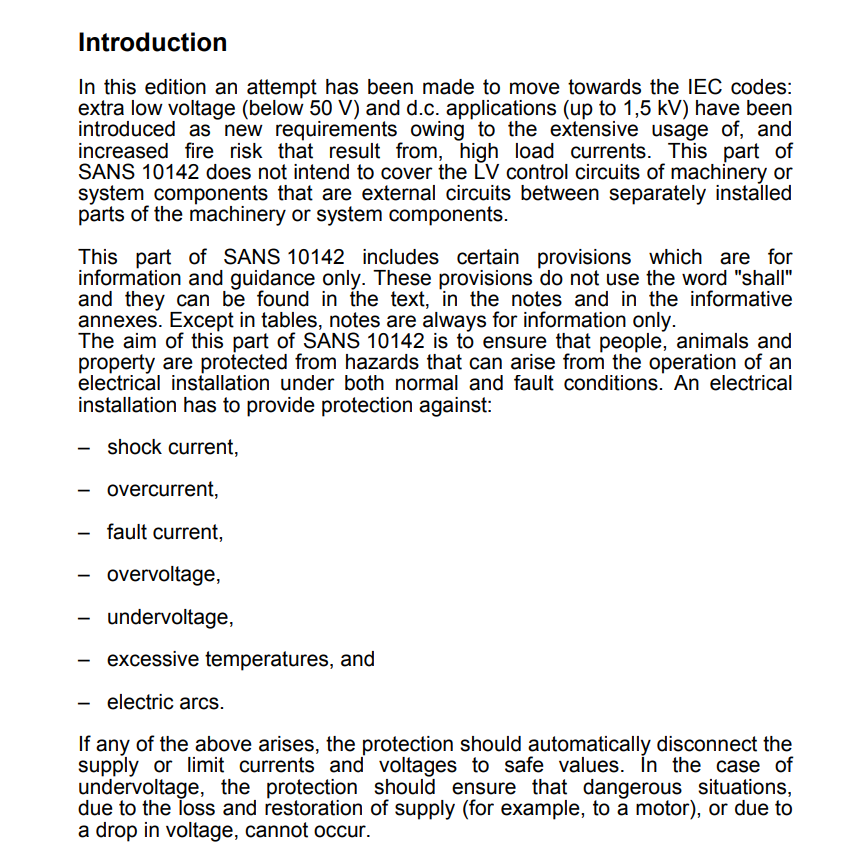 Introduction
In this edition an attempt has been made to move towards the IEC codes:
extra low voltage (below 50 V) and d.c. applications (up to 1,5 kV) have been
introduced as new requirements owing to the extensive usage of, and
increased fire risk that result from, high load currents. This part of
SANS 10142 does not intend to cover the LV control circuits of machinery or
system components that are external circuits between separately installed
parts of the machinery or system components.
This part of SANS 10142 includes certain provisions which are for
information and guidance only. These provisions do not use the word "shall"
and they can be found in the text, in the notes and in the informative
annexes. Except in tables, notes are always for information only.
The aim of this part of SANS 10142 is to ensure that people, animals and
property are protected from hazards that can arise from the operation of an
electrical installation under both normal and fault conditions. An electrical
installation has to provide protection against:
– shock current,
– overcurrent,
– fault current,
– overvoltage,
– undervoltage,
– excessive temperatures, and
– electric arcs.
If any of the above arises, the protection should automatically disconnect the
supply or limit currents and voltages to safe values. In the case of
undervoltage, the protection should ensure that dangerous situations,
due to the loss and restoration of supply (for example, to a motor), or due to
a drop in voltage, cannot occur.